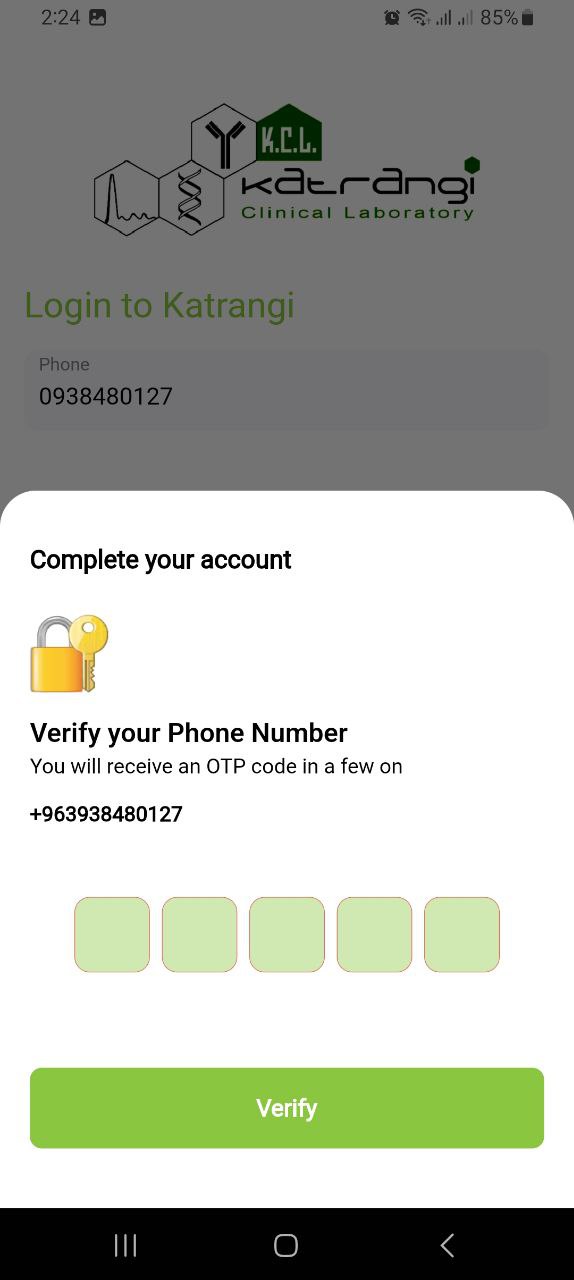 2:24
85%
K.C.L.
katrangi
Clinical Laboratory
Login to Katrangi
Phone
0938480127
Complete your account
Verify your Phone Number
You will receive an OTP code in a few on
+963938480127
Verify